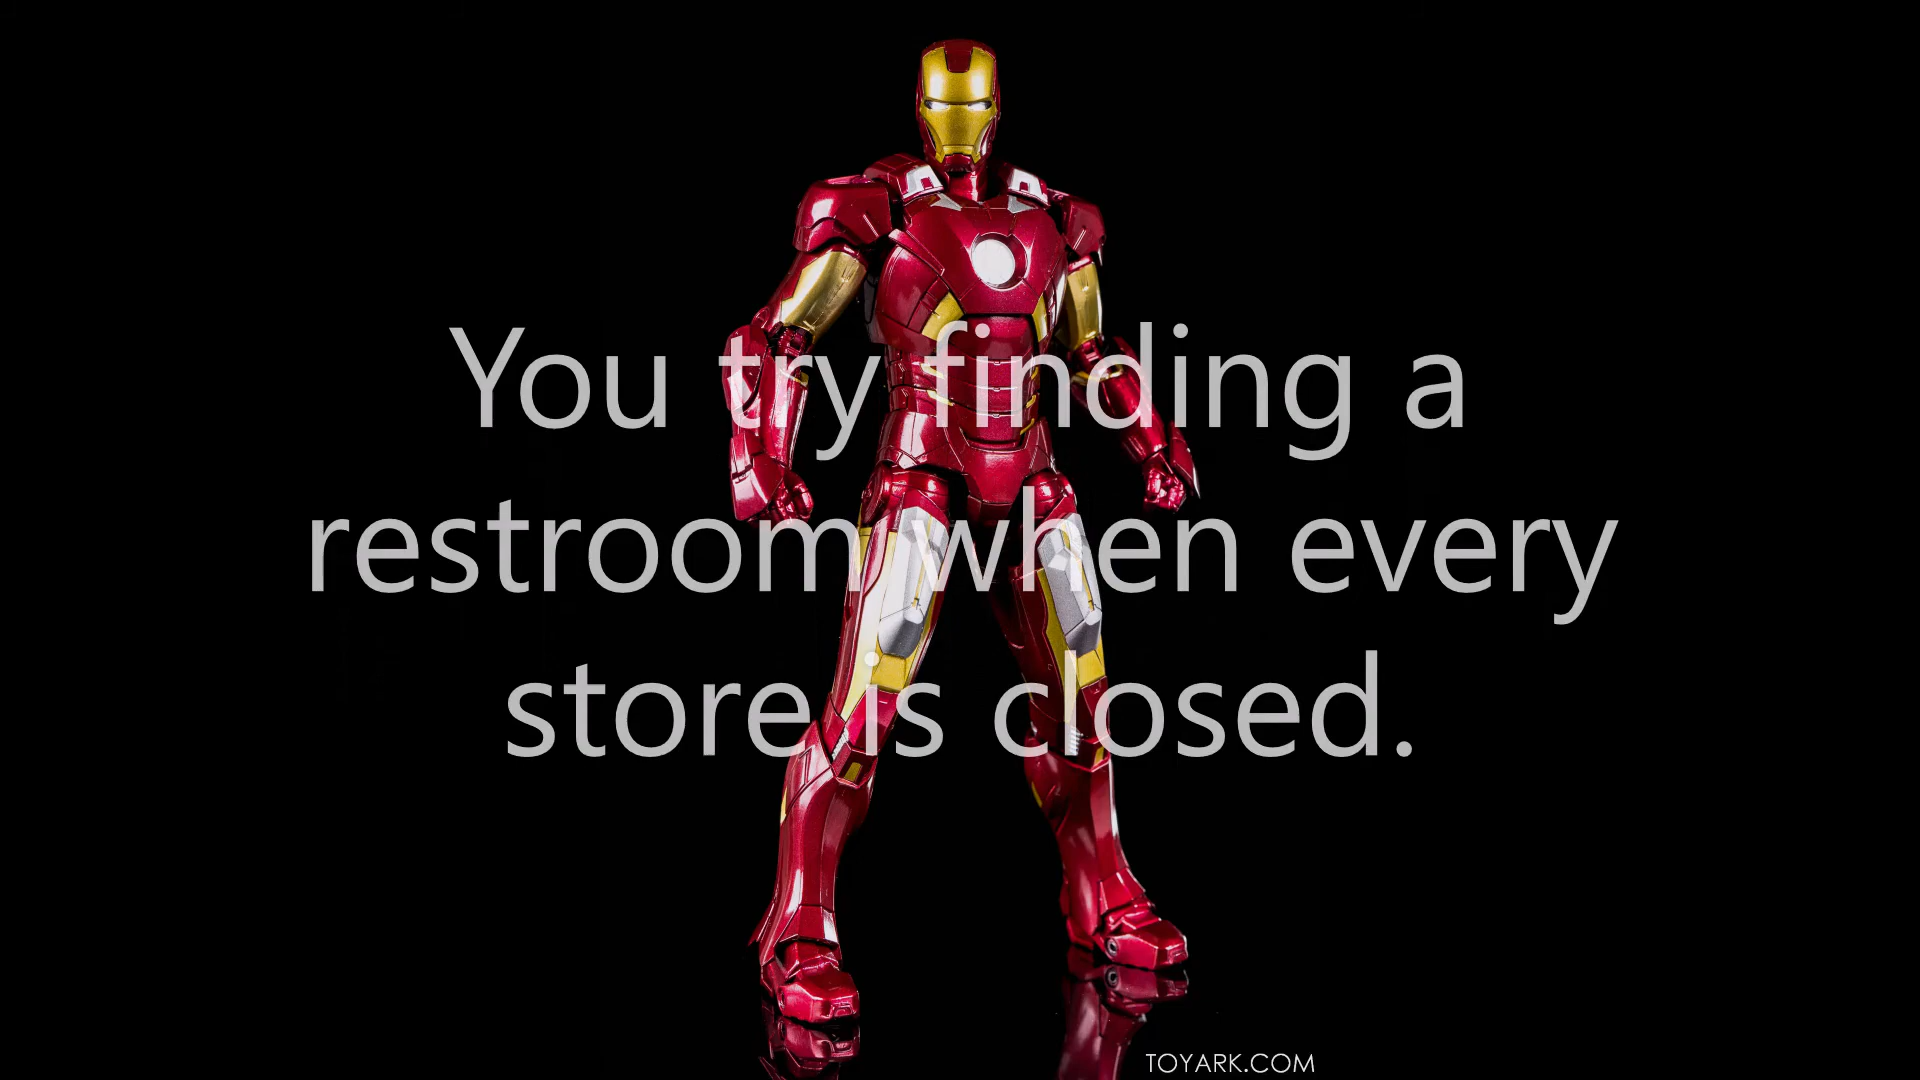 You try finding a
restroom when every
store is closed.
TOYARK.COM